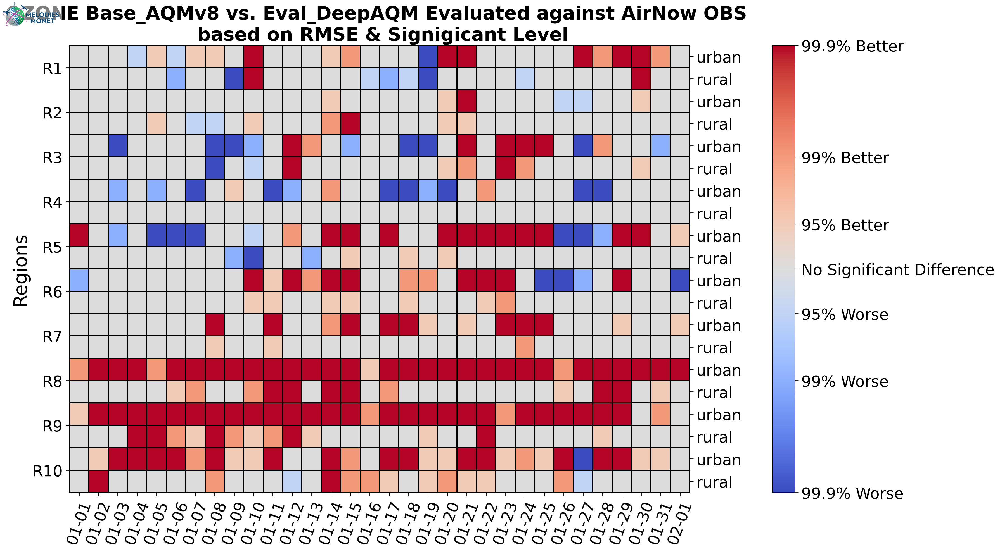 OZONE Base_AQMv8 vs. Eval_DeepAQM Evaluated against AirNow OBS
based on RMSE & Signigicant Level
MELODIES
MONET
Regions
R1
R2
R3
R4
R5
R6
R7
R8
R9
R10
urban
rural
urban
rural
urban
rural
urban
rural
urban
rural
urban
rural
urban
rural
urban
rural
urban
rural
urban
rural
01-01
01-02
01-03
01-04
01-05
01-06
01-07
01-08
01-09
01-10
01-11
01-12
01-13
01-14
01-15
01-16
01-17
01-18
01-19
01-20
01-21
01-22
01-23
01-24
01-25
01-26
01-27
01-28
01-29
01-30
01-31
02-01
99.9% Better
99% Better
95% Better
No Significant Difference
95% Worse
99% Worse
99.9% Worse